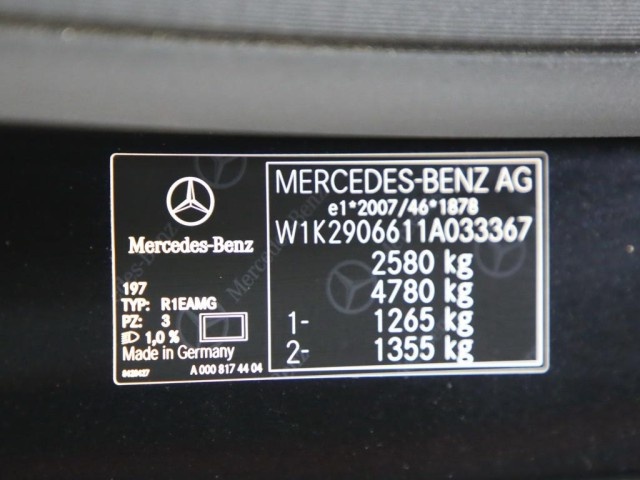 Mercedes-Benz
197
TYP: R1EAMG
PZ: 3
1,0 %
Made in Germany
A 000 817 44 04
MERCEDES-BENZ AG
e1*2007/46*1878
W1K2906611A033367
2580 kg
4780 kg
1- 1265 kg
2- 1355 kg